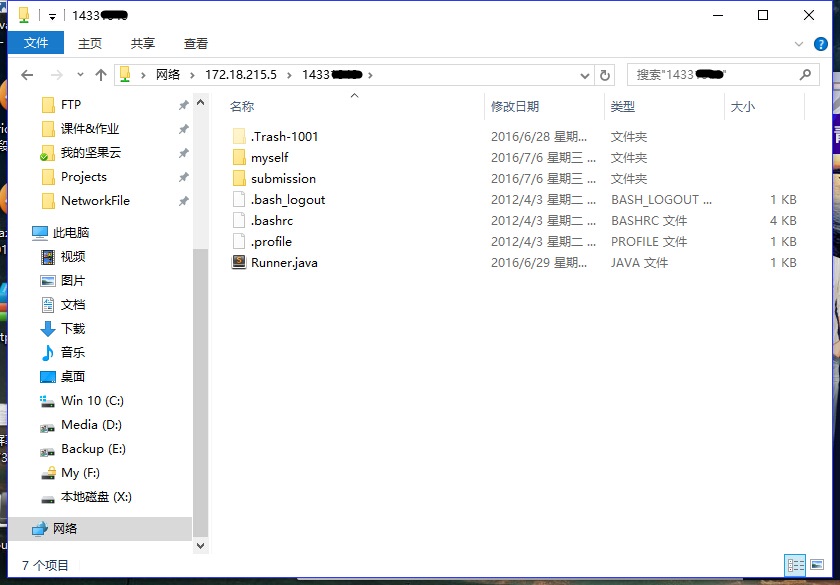 1433
文件 主页 共享 查看
网络 172.18.215.5 1433 搜索"1433"
名称 修改日期 类型 大小
FTP
课件&作业
我的坚果云
Projects
NetworkFile
此电脑
视频
图片
文档
下载
音乐
桌面
Win 10 (C:)
Media (D:)
Backup (E:)
My (F:)
本地磁盘 (X:)
网络
.Trash-1001 2016/6/28 星期... 文件夹
myself 2016/7/6 星期三 ... 文件夹
submission 2016/7/6 星期三 ... 文件夹
.bash_logout 2012/4/3 星期二 ... BASH_LOGOUT ... 1 KB
.bashrc 2012/4/3 星期二 ... BASHRC 文件 4 KB
.profile 2012/4/3 星期二 ... PROFILE 文件 1 KB
Runner.java 2016/6/29 星期... JAVA 文件 1 KB
7 个项目